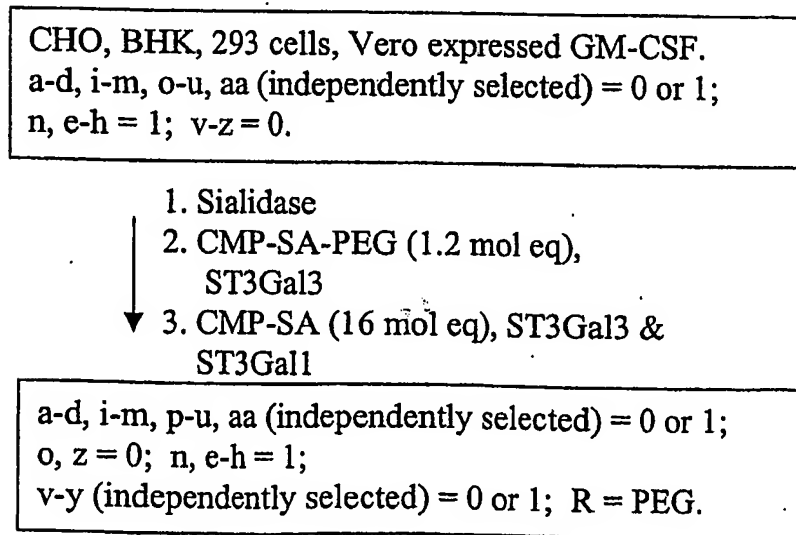 CHO, BHK, 293 cells, Vero expressed GM-CSF.
a-d, i-m, o-u, aa (independently selected) = 0 or 1;
n, e-h = 1; v-z = 0.
1. Sialidase
2. CMP-SA-PEG (1.2 mol eq),
ST3Gal3
3. CMP-SA (16 mol eq), ST3Gal3 &
ST3Gal1
a-d, i-m, p-u, aa (independently selected) = 0 or 1;
o, z = 0; n, e-h = 1;
v-y (independently selected) = 0 or 1; R = PEG.